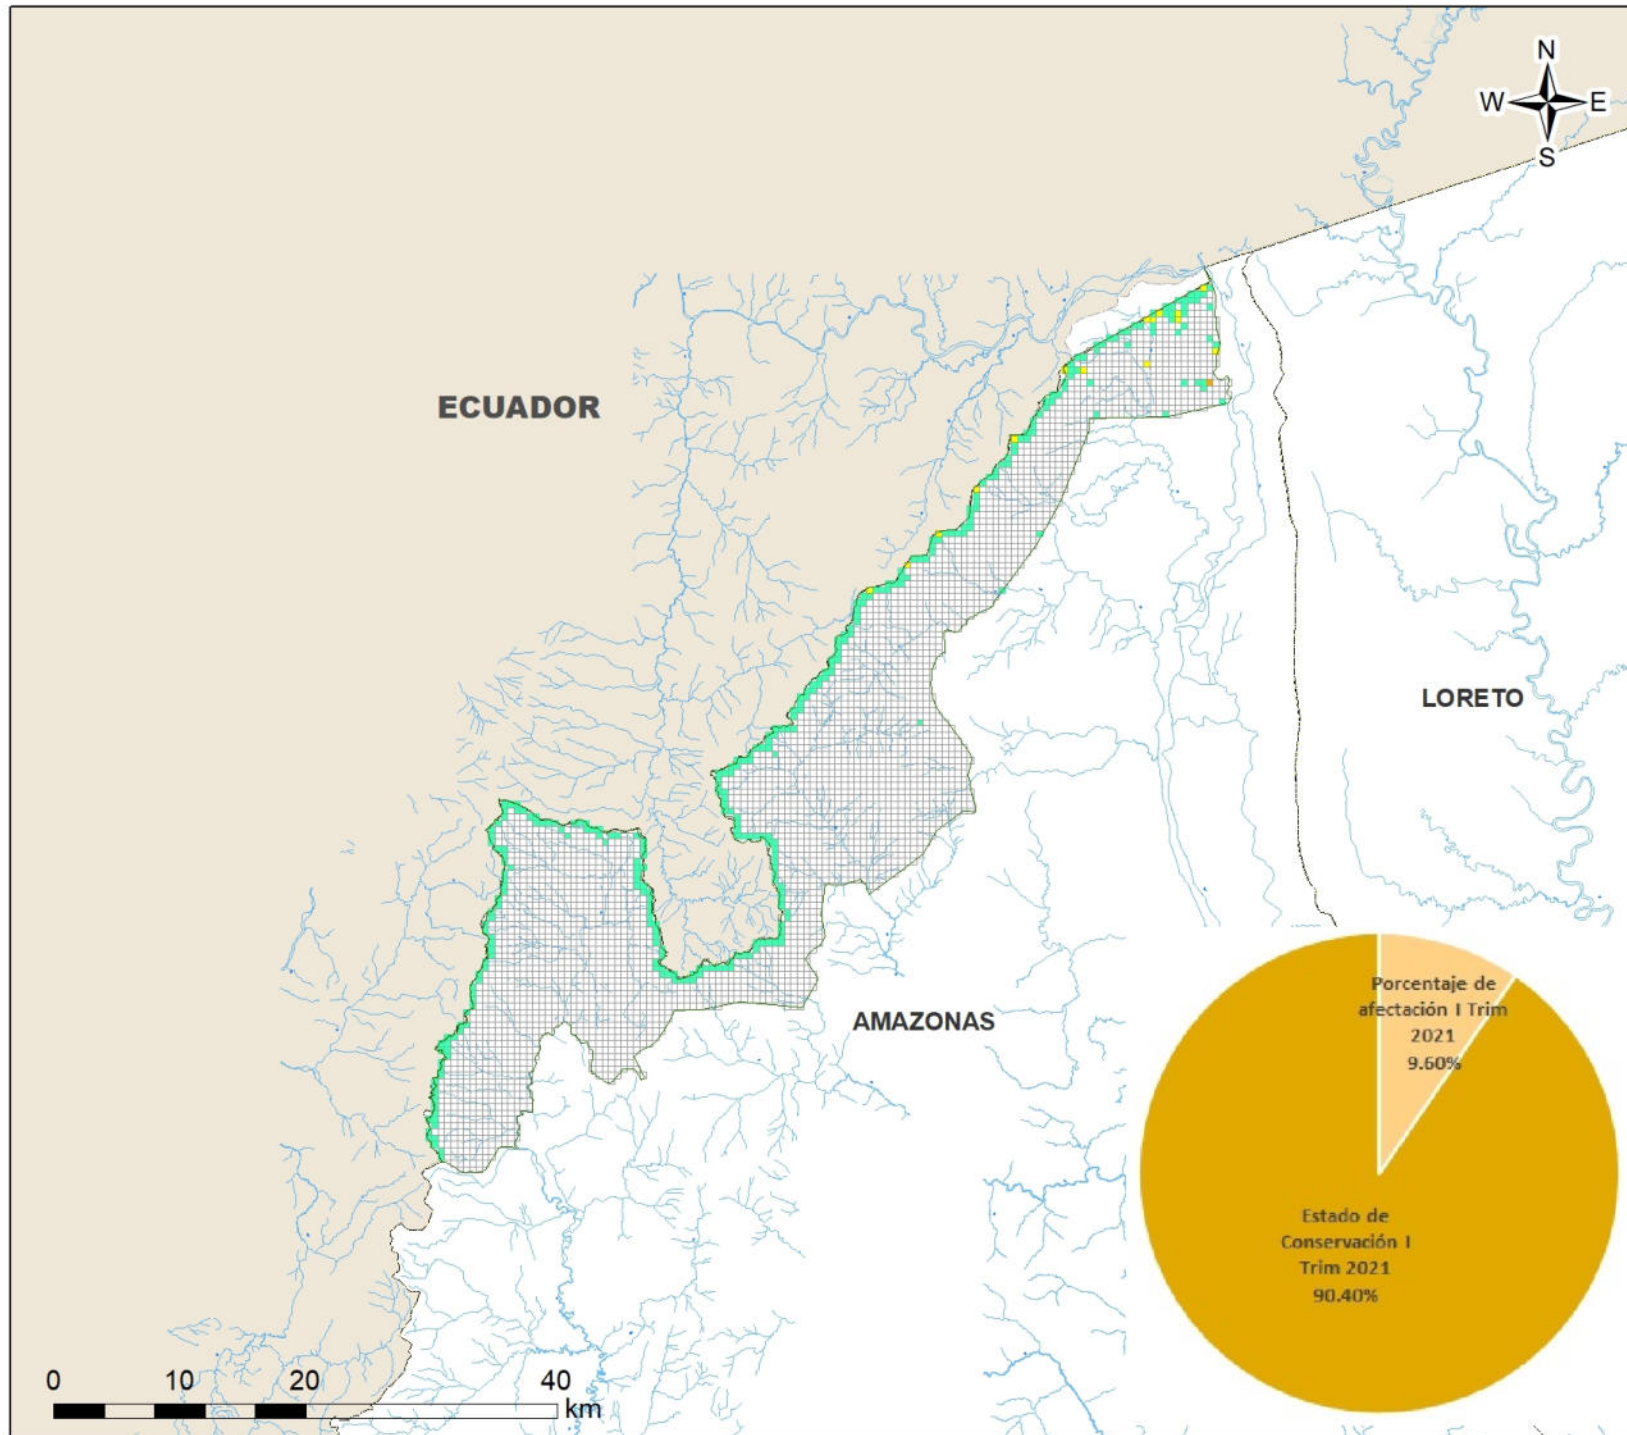 N
W E
S
ECUADOR
LORETO
AMAZONAS
Porcentaje de
afectación I Trim
2021
9.60%
Estado de
Conservación I
Trim 2021
90.40%
0 10 20 40
km